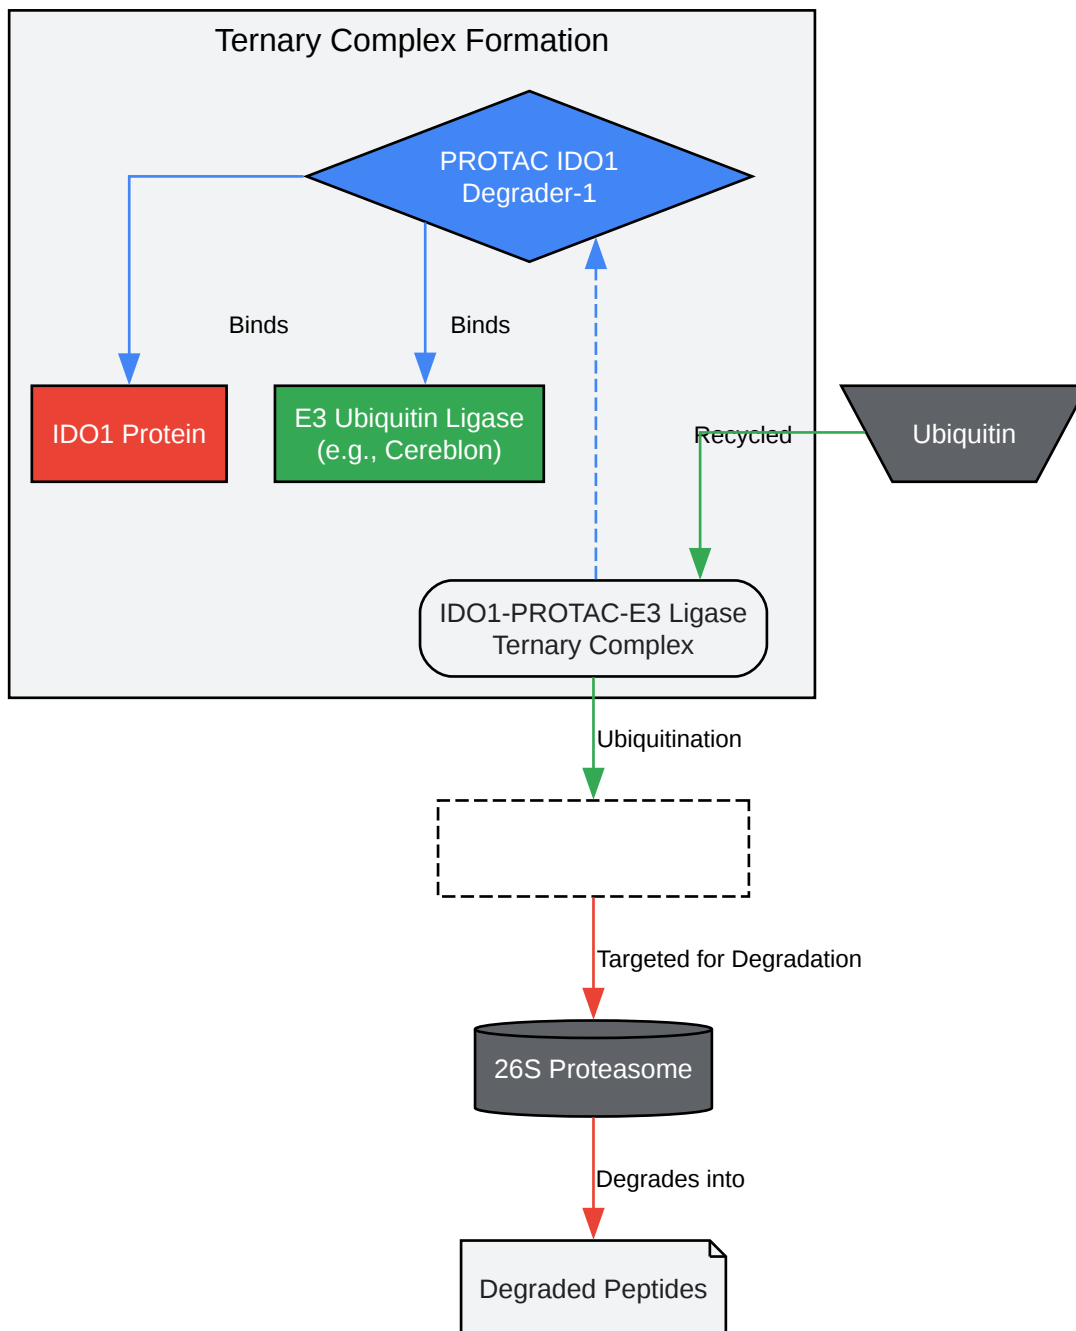 Ternary Complex Formation
PROTAC IDO1
Degrader-1
Binds
Binds
IDO1 Protein
E3 Ubiquitin Ligase
(e.g., Cereblon)
Recycled
Ubiquitin
IDO1-PROTAC-E3 Ligase
Ternary Complex
Ubiquitination
Targeted for Degradation
26S Proteasome
Degrades into
Degraded Peptides